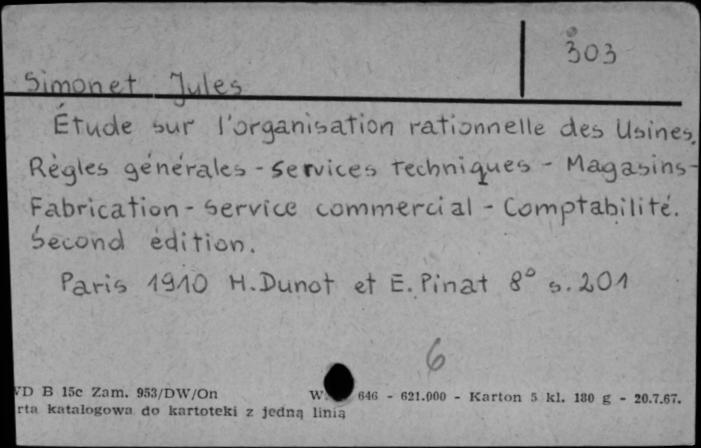 303
Simonet Jules
Étude sur l'organisation rationnelle des Usines.
Règles générales - Services techniques - Magasins -
Fabrication - Service commercial - Comptabilité.
Second édition.
Paris 1910 H. Dunot et E. Pinat 8° s. 201
6
VD B 15c Zam. 953/DW/On W. 646 - 621.000 - Karton 5 kl. 180 g - 20.7.67.
rta katalogowa do kartoteki z jedną linią